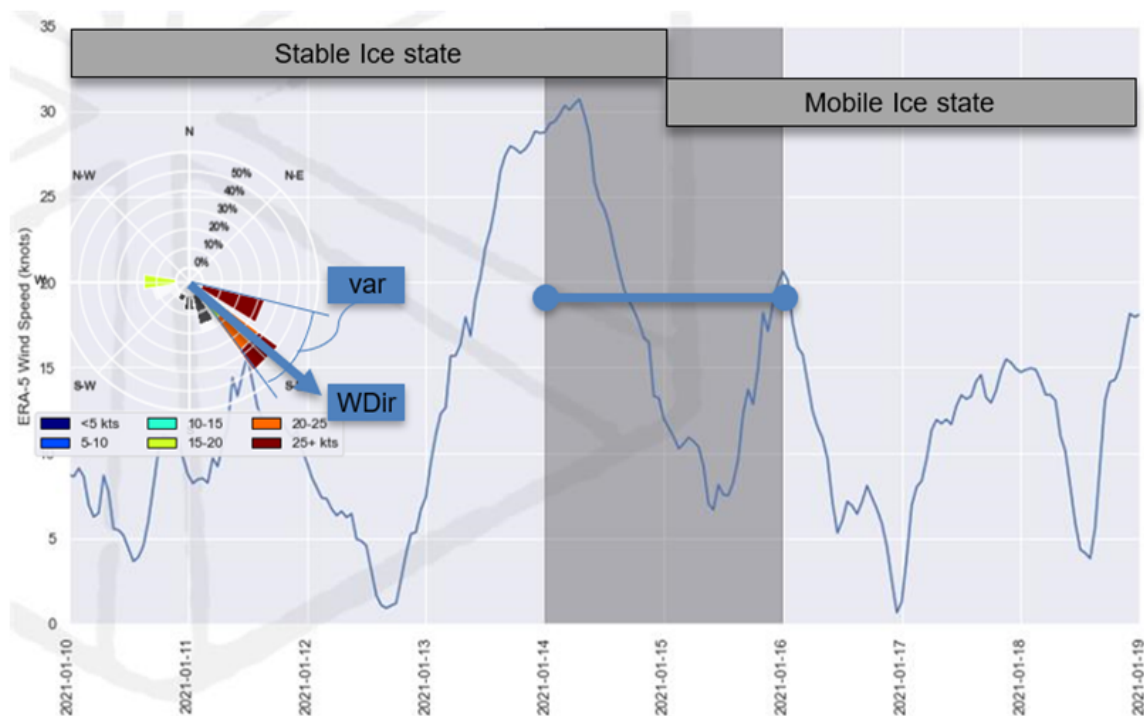 35
Stable Ice state
Mobile Ice state
30
N
N-W
N-E
50%
40%
30%
20%
10%
0%
25
ERA-5 Wind Speed (knots)
W
20
var
15
S-W
WDir
<5 kts
10-15
20-25
5-10
15-20
25+ kts
5
0
2021-01-10
2021-01-11
2021-01-12
2021-01-13
2021-01-14
2021-01-15
2021-01-16
2021-01-17
2021-01-18
2021-01-19